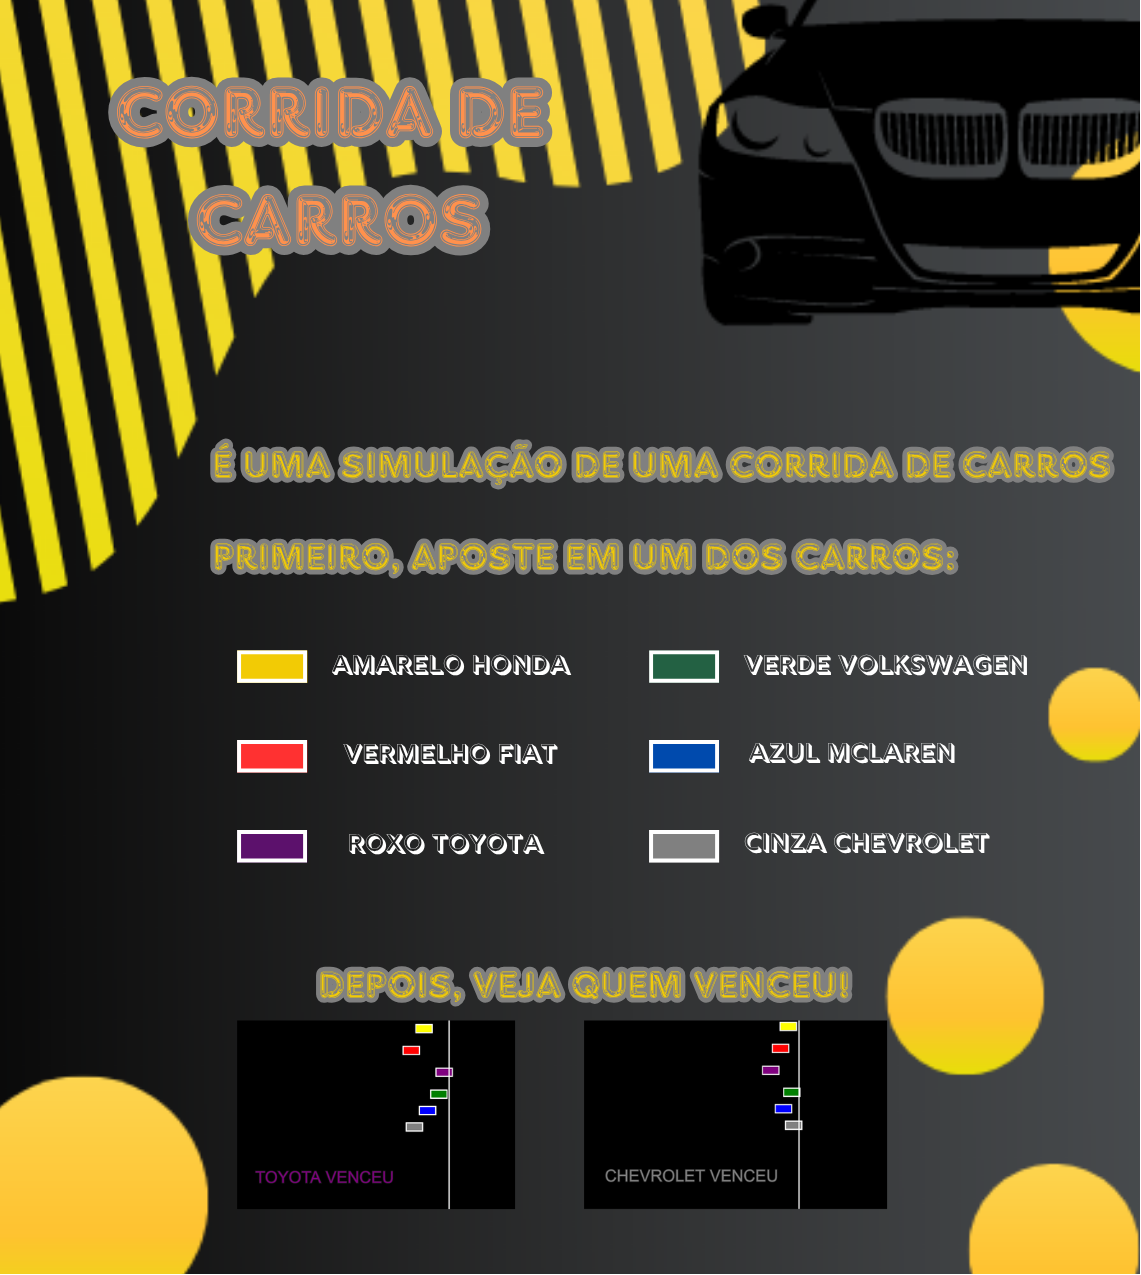 CORRIDA DE
CARROS
É UMA SIMULAÇÃO DE UMA CORRIDA DE CARROS
PRIMEIRO, APOSTE EM UM DOS CARROS:
AMARELO HONDA
VERDE VOLKSWAGEN
VERMELHO FIAT
AZUL MCLAREN
ROXO TOYOTA
CINZA CHEVROLET
DEPOIS, VEJA QUEM VENCEU!
TOYOTA VENCEU
CHEVROLET VENCEU